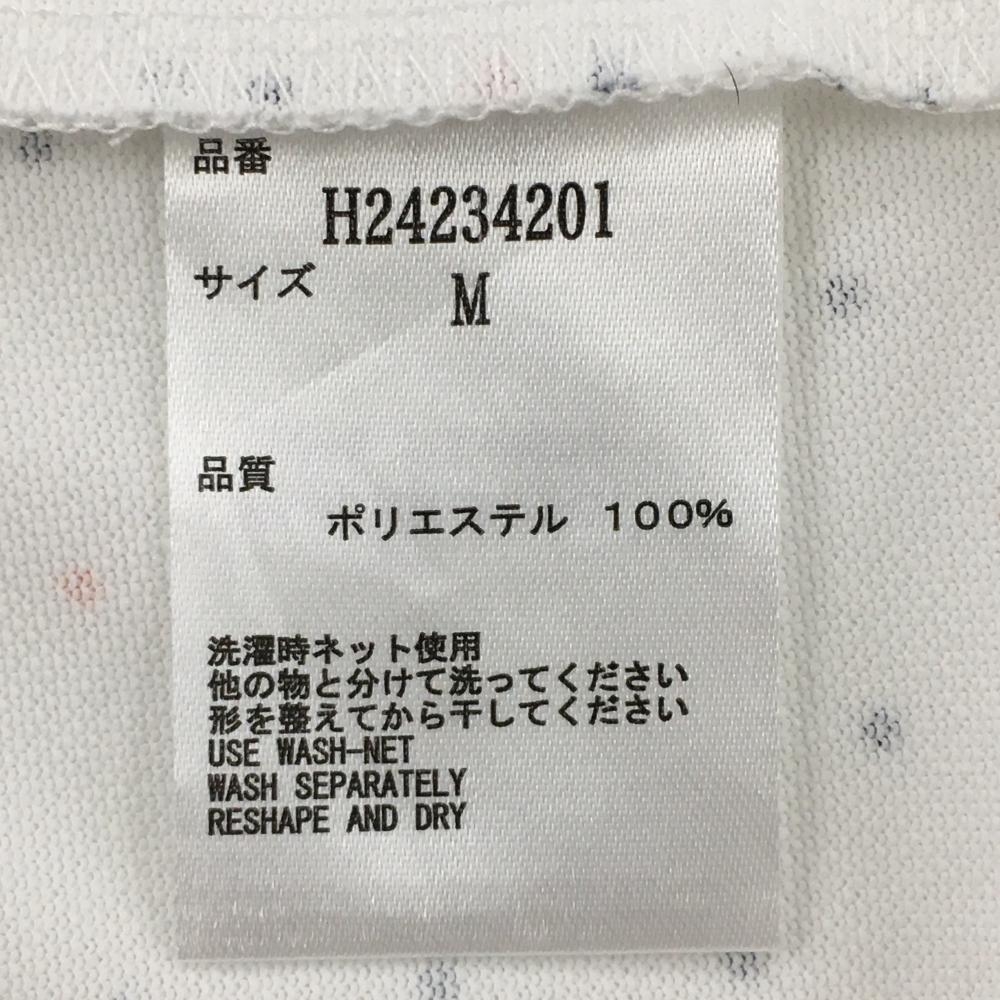 品番
H24234201
サイズ
M
品質
ポリエステル 100%
洗濯時ネット使用
他の物と分けて洗ってください
形を整えてから干してください
USE WASH-NET
WASH SEPARATELY
RESHAPE AND DRY